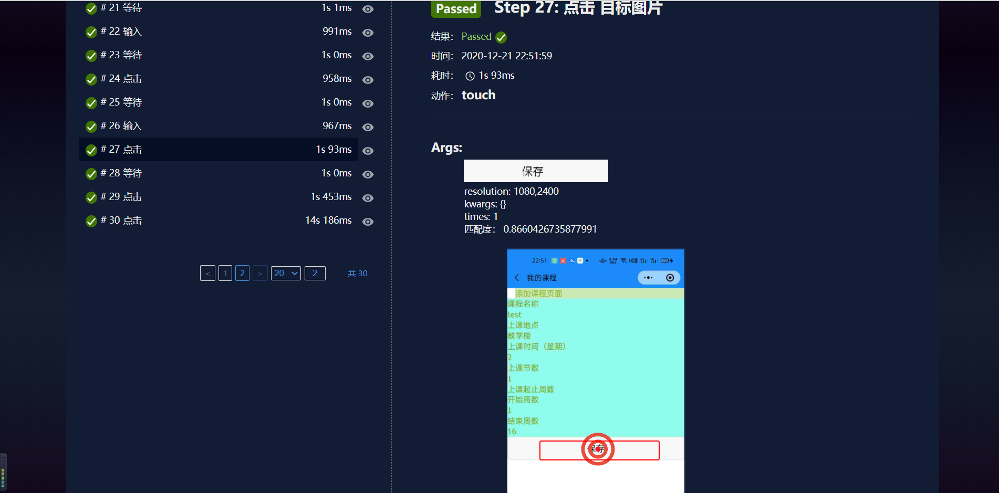 # 21 等待 1s 1ms
# 22 输入 991ms
# 23 等待 1s 0ms
# 24 点击 958ms
# 25 等待 1s 0ms
# 26 输入 967ms
# 27 点击 1s 93ms
# 28 等待 1s 0ms
# 29 点击 1s 453ms
# 30 点击 14s 186ms
< 1 2 > 20 2 共 30
Passed Step 27: 点击 目标图片
结果： Passed
时间： 2020-12-21 22:51:59
耗时： 1s 93ms
动作： touch
Args:
保存
resolution: 1080,2400
kwargs: {}
times: 1
匹配度： 0.8660426735877991
22:51
我的课程
添加课程页面
课程名称
test
上课地点
教学楼
上课时间（星期）
2
上课节数
1
上课起止周数
开始周数
1
结束周数
16
保存